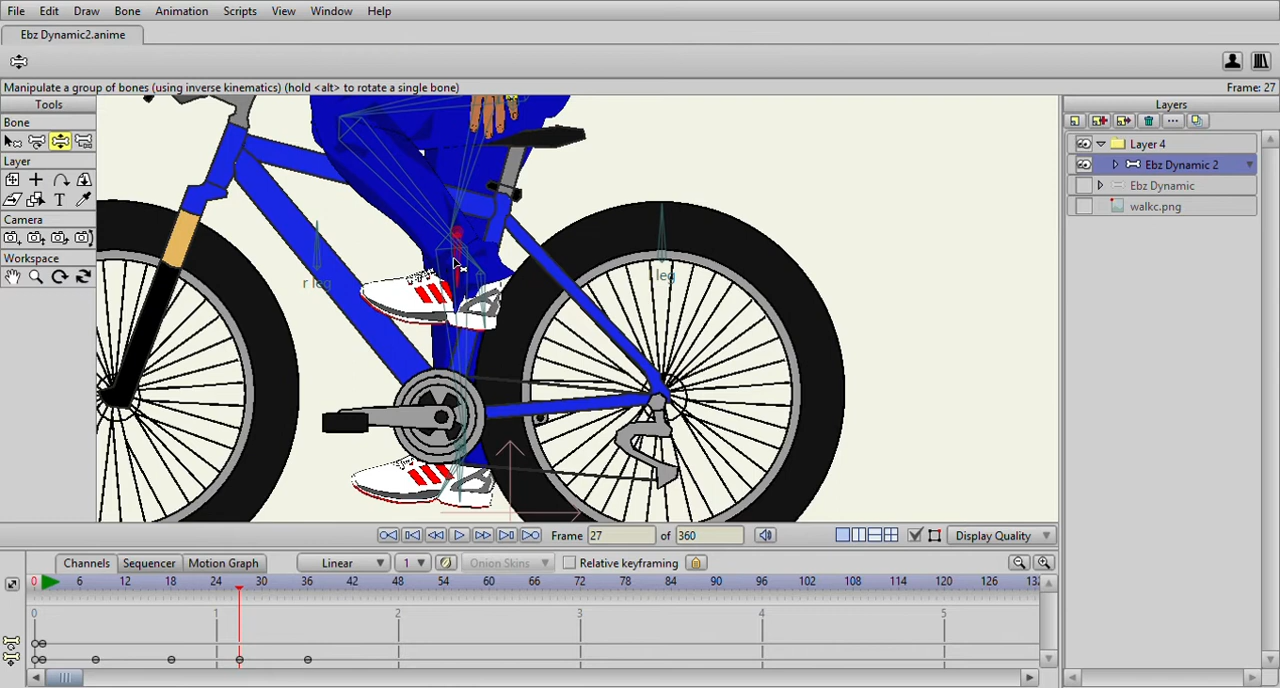 File Edit Draw Bone Animation Scripts View Window Help
Ebz Dynamic2.anime
Manipulate a group of bones (using inverse kinematics) (hold <alt> to rotate a single bone)
Frame: 27
Tools
Bone
Layer
Camera
Workspace
r leg
l leg
Layers
Layer 4
Ebz Dynamic 2
Ebz Dynamic
walkc.png
Frame 27 of 360
Display Quality
Channels Sequencer Motion Graph Linear 1 Onion Skins Relative keyframing
0 6 12 18 24 30 36 42 48 54 60 66 72 78 84 90 96 102 108 114 120 126 132
0 1 2 3 4 5